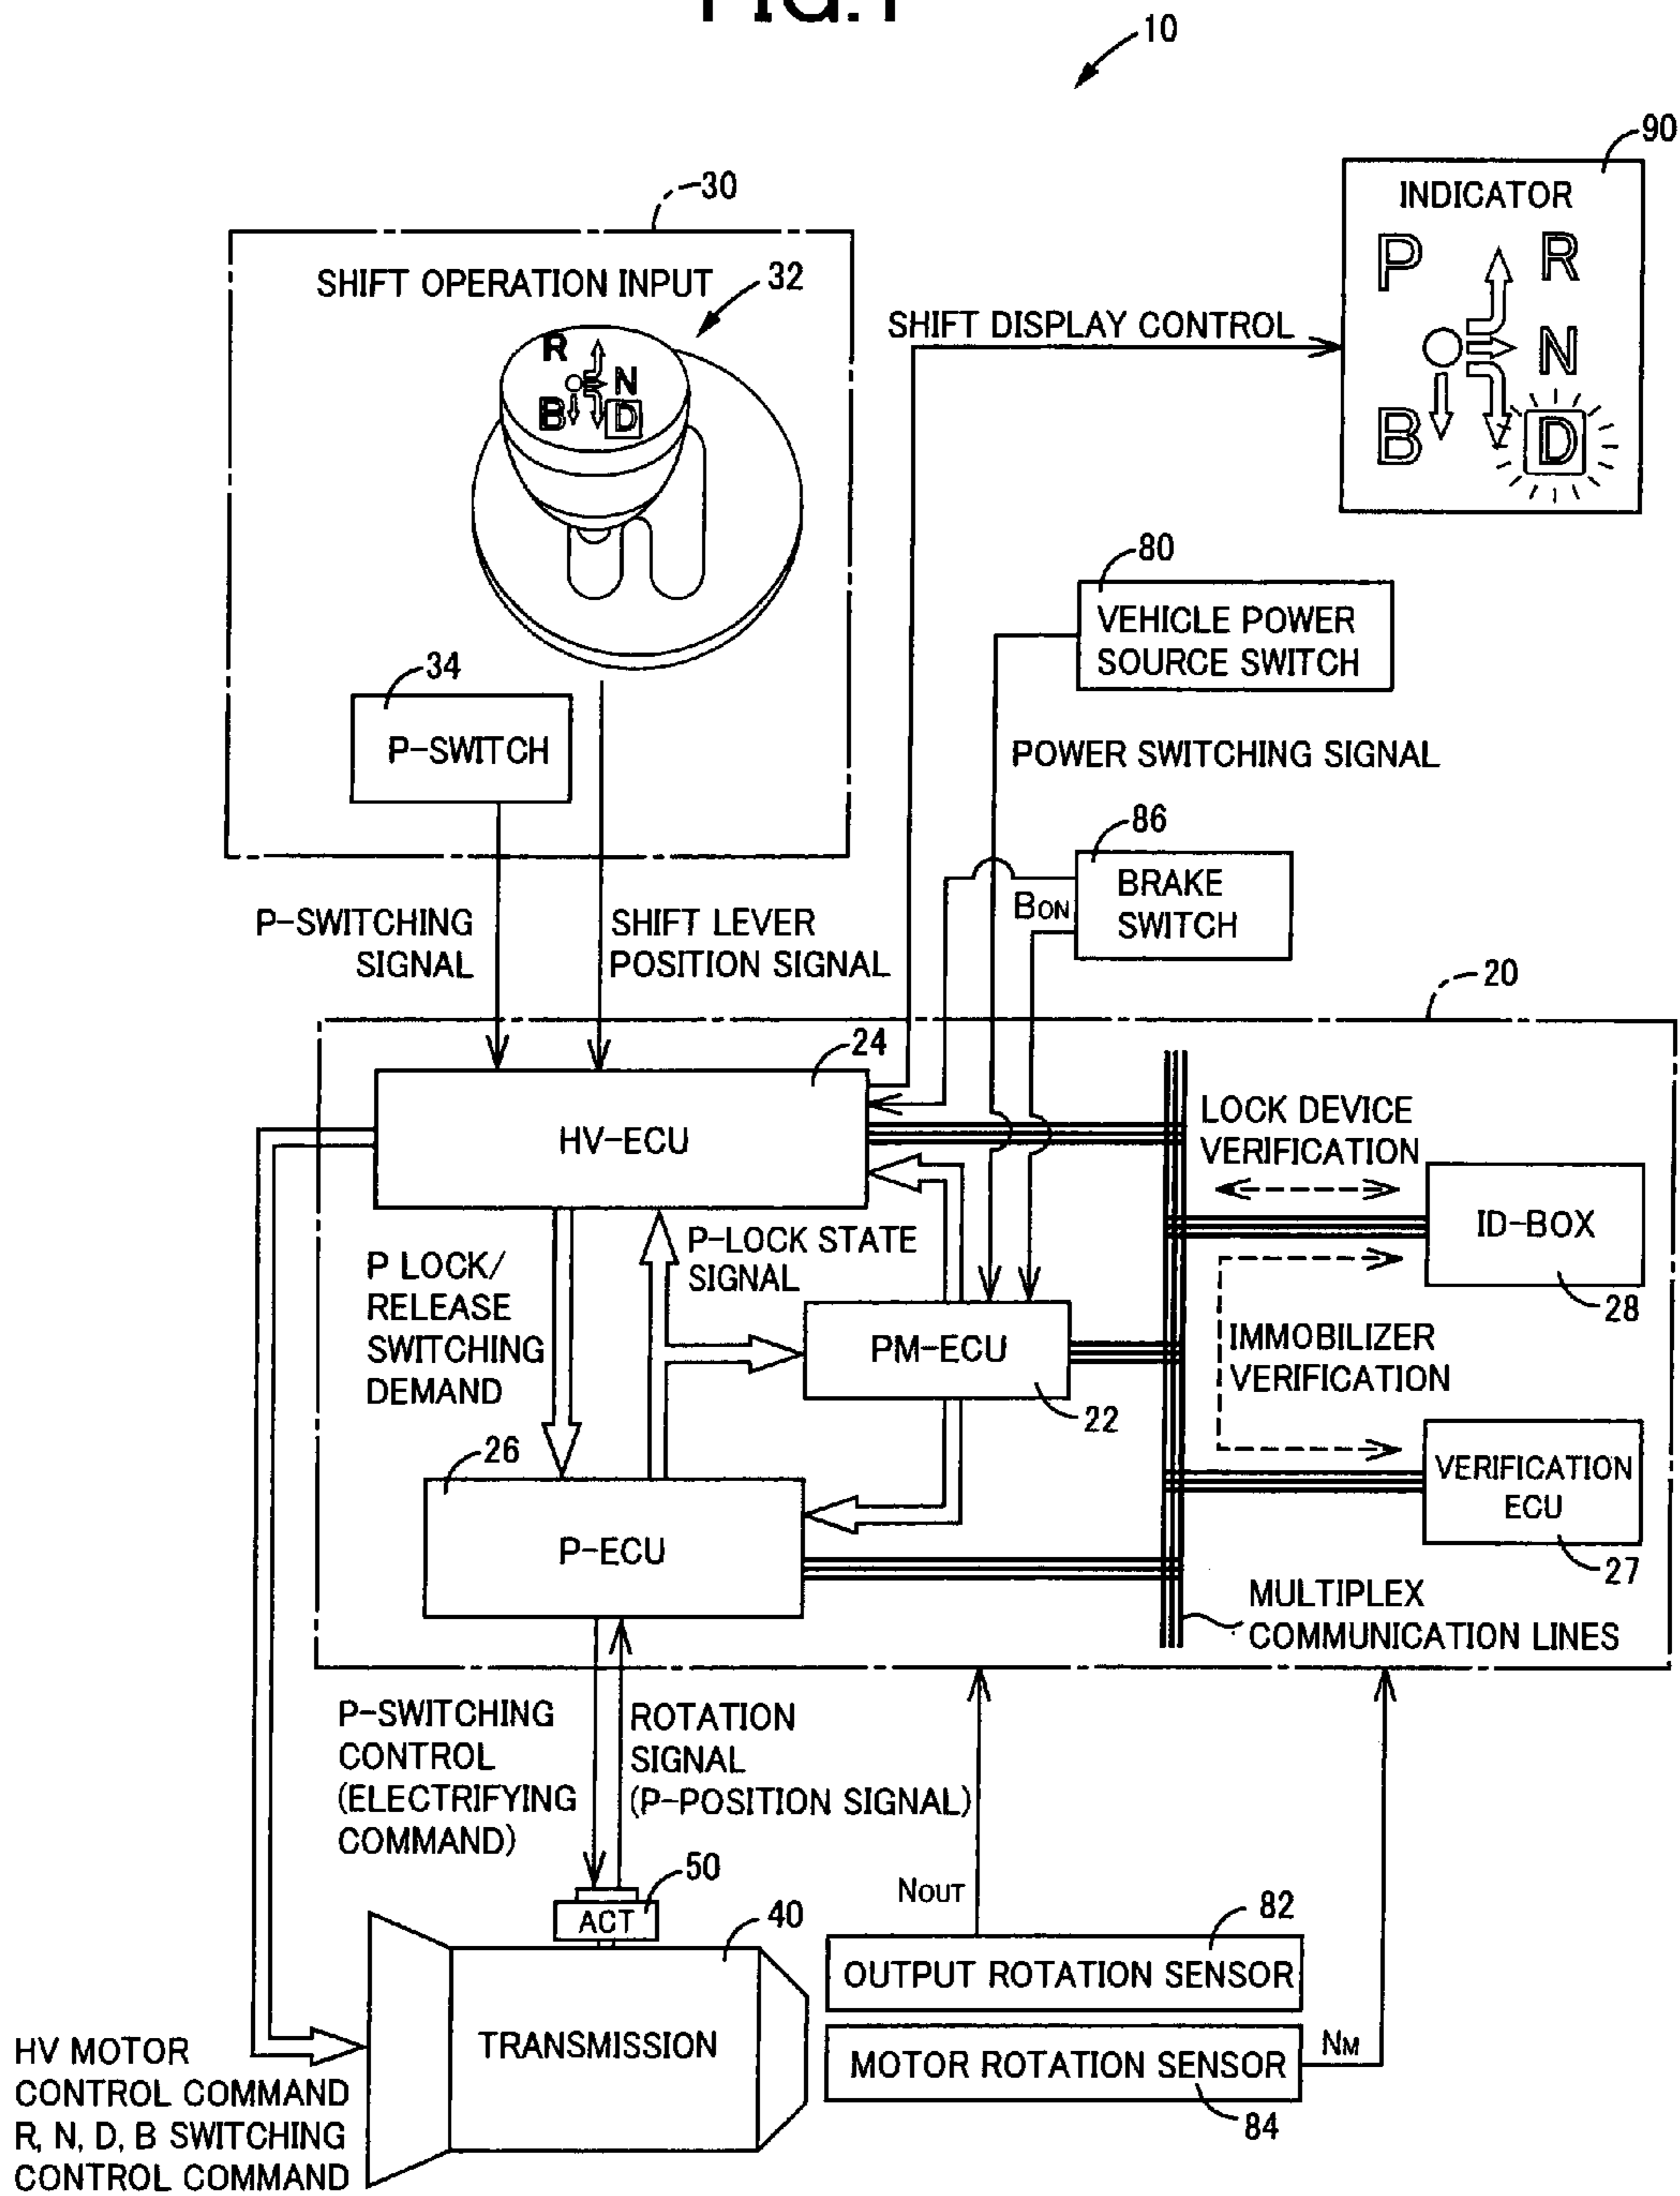 FIG.1
10
90
INDICATOR
P
R
N
B
D
30
SHIFT OPERATION INPUT
32
R
N
B
D
SHIFT DISPLAY CONTROL
80
VEHICLE POWER
SOURCE SWITCH
34
P-SWITCH
POWER SWITCHING SIGNAL
86
BRAKE
SWITCH
BON
P-SWITCHING
SIGNAL
SHIFT LEVER
POSITION SIGNAL
20
24
HV-ECU
LOCK DEVICE
VERIFICATION
ID-BOX
28
P LOCK/
RELEASE
SWITCHING
DEMAND
P-LOCK STATE
SIGNAL
PM-ECU
22
IMMOBILIZER
VERIFICATION
26
P-ECU
VERIFICATION
ECU
27
MULTIPLEX
COMMUNICATION LINES
P-SWITCHING
CONTROL
(ELECTRIFYING
COMMAND)
ROTATION
SIGNAL
(P-POSITION SIGNAL)
50
ACT
40
TRANSMISSION
NOUT
82
OUTPUT ROTATION SENSOR
MOTOR ROTATION SENSOR
NM
84
HV MOTOR
CONTROL COMMAND
R, N, D, B SWITCHING
CONTROL COMMAND